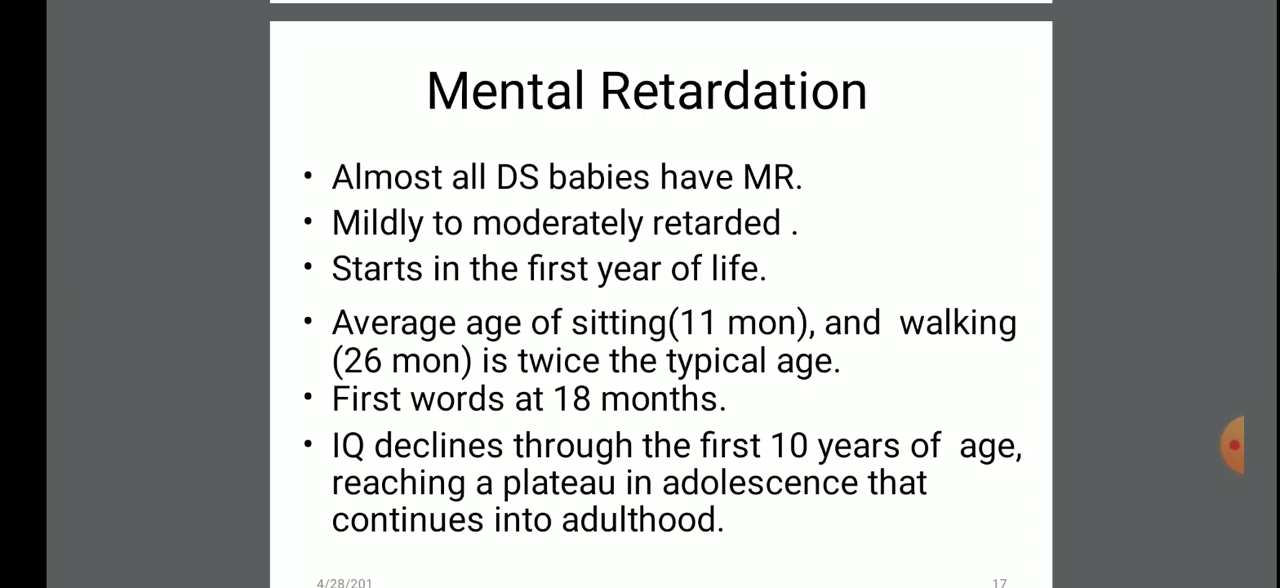 Mental Retardation
• Almost all DS babies have MR.
• Mildly to moderately retarded .
• Starts in the first year of life.
• Average age of sitting(11 mon), and  walking
(26 mon) is twice the typical age.
• First words at 18 months.
• IQ declines through the first 10 years of  age,
reaching a plateau in adolescence that
continues into adulthood.
4/28/201
17